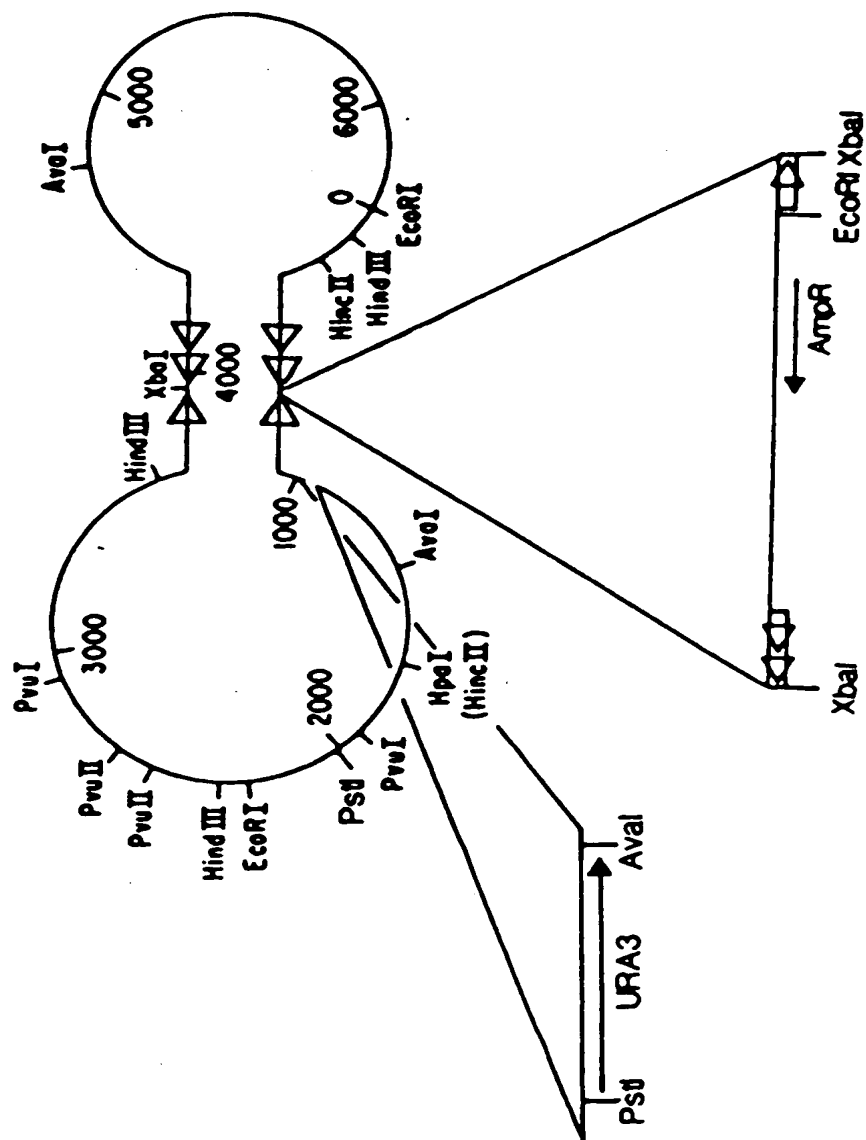 AvaI
5000
6000
0
EcoRI
HindIII
HincII
XbaI
4000
HindIII
1000
AvaI
3000
PvuI
PvuII
PvuII
HindIII
EcoRI
2000
PstI
PvuI
HpaI
(HincII)
PstI
URA3
AvaI
XbaI
AmpR
EcoRI XbaI